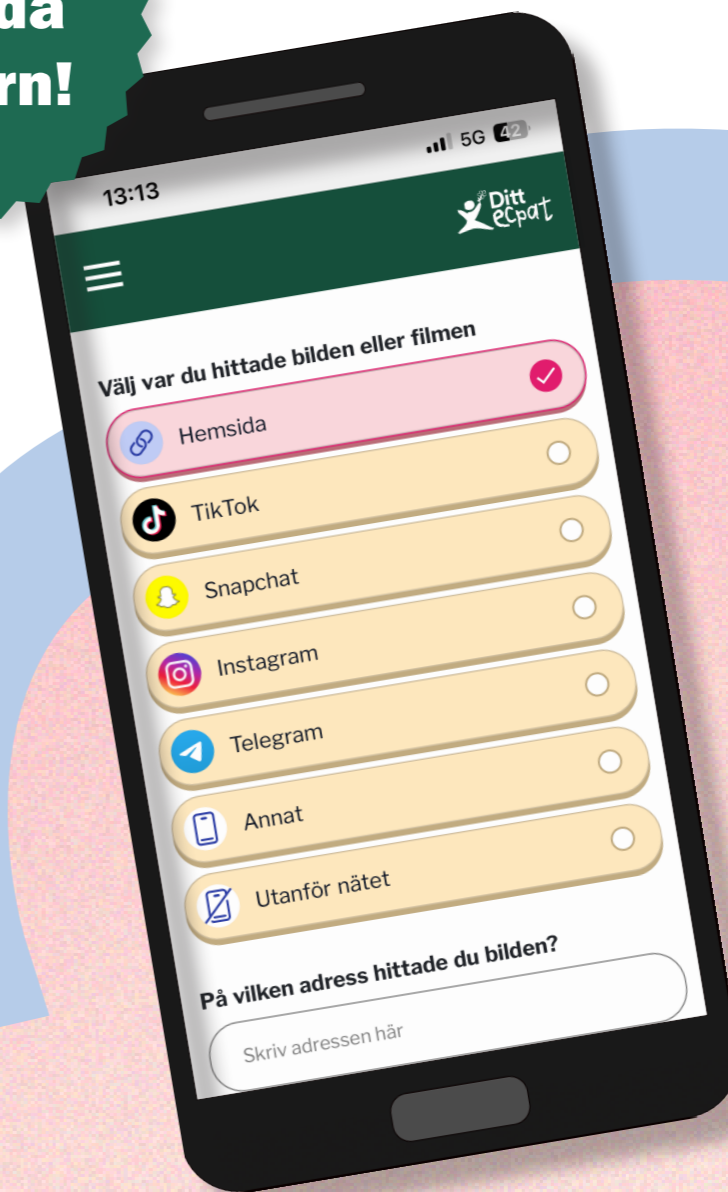 rn!
13:13
5G 42
Ditt
ecpat
Välj var du hittade bilden eller filmen
Hemsida
TikTok
Snapchat
Instagram
Telegram
Annat
Utanför nätet
På vilken adress hittade du bilden?
Skriv adressen här